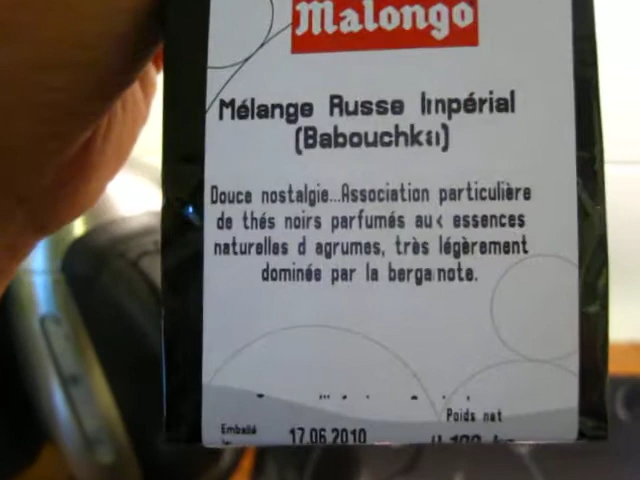 Malongo
Mélange Russe Impérial
(Babouchka)
Douce nostalgie...Association particulière
de thés noirs parfumés aux essences
naturelles d agrumes, très légèrement
dominée par la bergamote.
Poids net
Emballé
17.06.2010